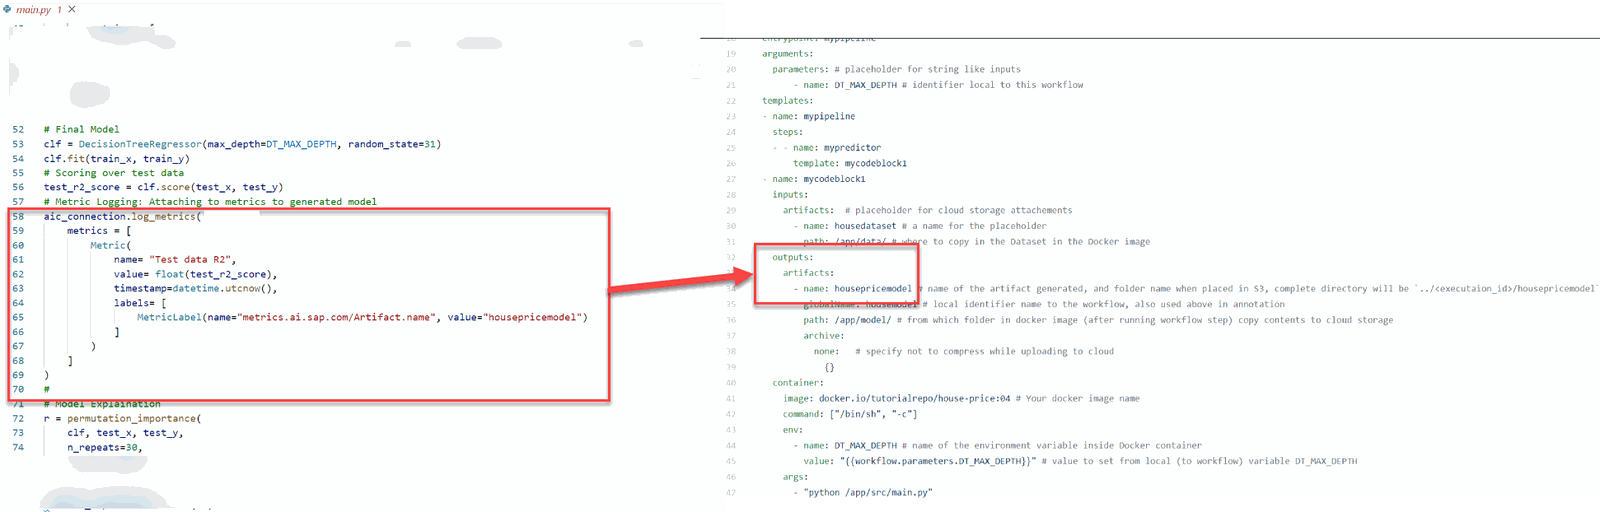 main.py 1 ×
52 # Final Model
53 clf = DecisionTreeRegressor(max_depth=DT_MAX_DEPTH, random_state=31)
54 clf.fit(train_x, train_y)
55 # Scoring over test data
56 test_r2_score = clf.score(test_x, test_y)
57 # Metric Logging: Attaching to metrics to generated model
58 aic_connection.log_metrics(
59 metrics = [
60 Metric(
61 name= "Test data R2",
62 value= float(test_r2_score),
63 timestamp=datetime.utcnow(),
64 labels= [
65 MetricLabel(name="metrics.ai.sap.com/Artifact.name", value="housepricemodel")
66 ]
67 )
68 ]
69 )
70 #
71 # Model Explaination
72 r = permutation_importance(
73 clf, test_x, test_y,
74 n_repeats=30,
18 entrypoint: mypipeline
19 arguments:
20 parameters: # placeholder for string like inputs
21 - name: DT_MAX_DEPTH # identifier local to this workflow
22 templates:
23 - name: mypipeline
24 steps:
25 - - name: mypredictor
26 template: mycodeblock1
27 - name: mycodeblock1
28 inputs:
29 artifacts: # placeholder for cloud storage attachements
30 - name: housedataset # a name for the placeholder
31 path: /app/data/ # where to copy in the Dataset in the Docker image
32 outputs:
artifacts:
34 - name: housepricemodel # name of the artifact generated, and folder name when placed in S3, complete directory will be `../<executaion_id>/housepricemodel`
35 globalName: housemodel # local identifier name to the workflow, also used above in annotation
36 path: /app/model/ # from which folder in docker image (after running workflow step) copy contents to cloud storage
37 archive:
38 none: # specify not to compress while uploading to cloud
39 {}
40 container:
41 image: docker.io/tutorialrepo/house-price:04 # Your docker image name
42 command: ["/bin/sh", "-c"]
43 env:
44 - name: DT_MAX_DEPTH # name of the environment variable inside Docker container
45 value: "{{workflow.parameters.DT_MAX_DEPTH}}" # value to set from local (to workflow) variable DT_MAX_DEPTH
46 args:
47 - "python /app/src/main.py"